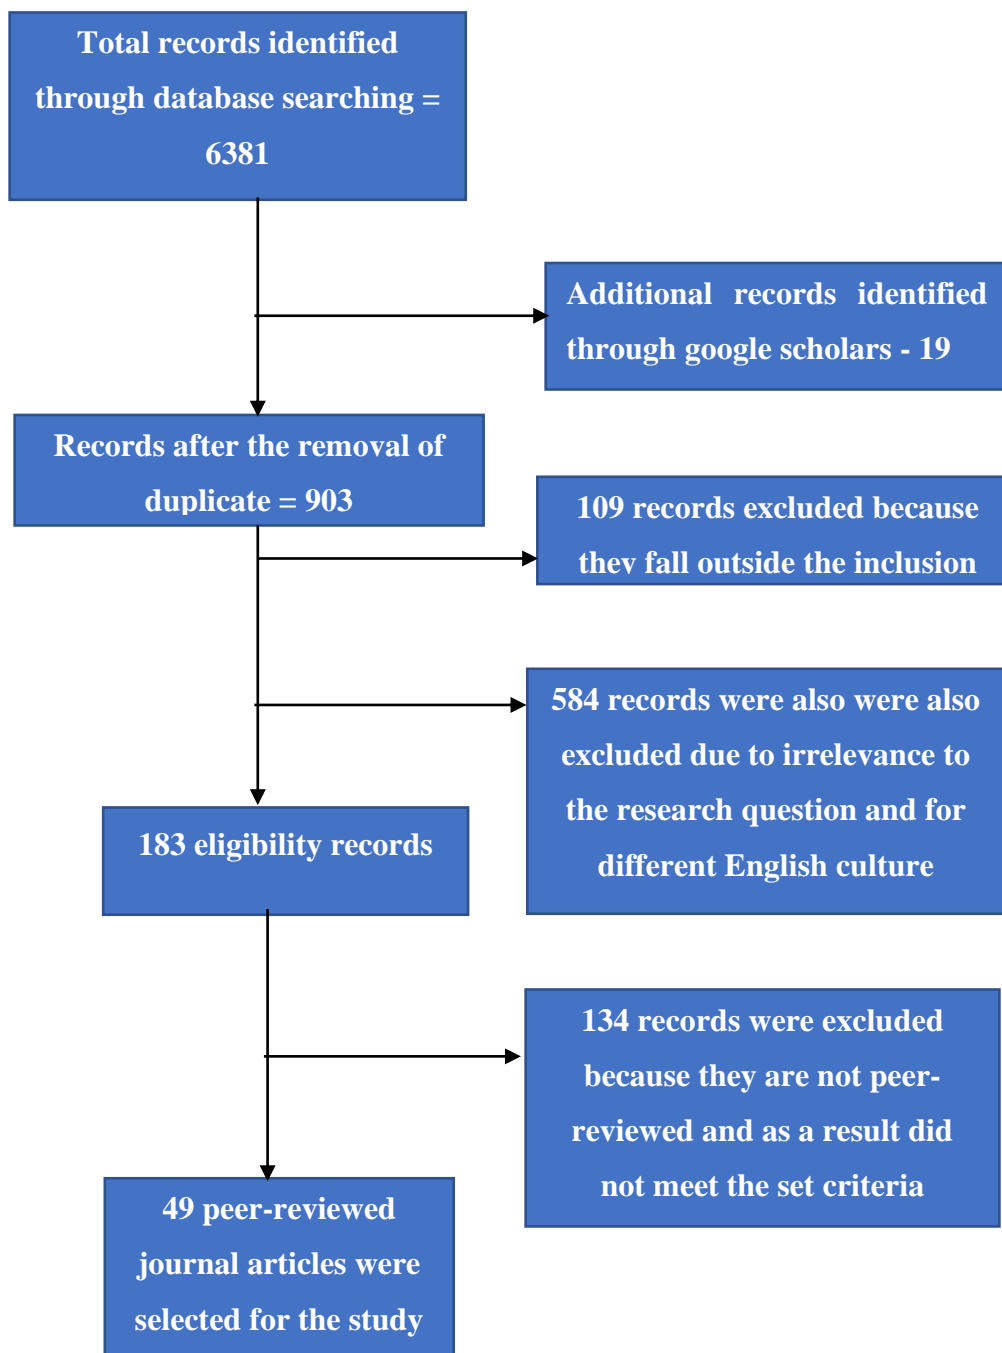 Total records identified
through database searching =
6381
Additional records identified
through google scholars - 19
Records after the removal of
duplicate = 903
109 records excluded because
they fall outside the inclusion
584 records were also were also
excluded due to irrelevance to
the research question and for
different English culture
183 eligibility records
134 records were excluded
because they are not peer-
reviewed and as a result did
not meet the set criteria
49 peer-reviewed
journal articles were
selected for the study